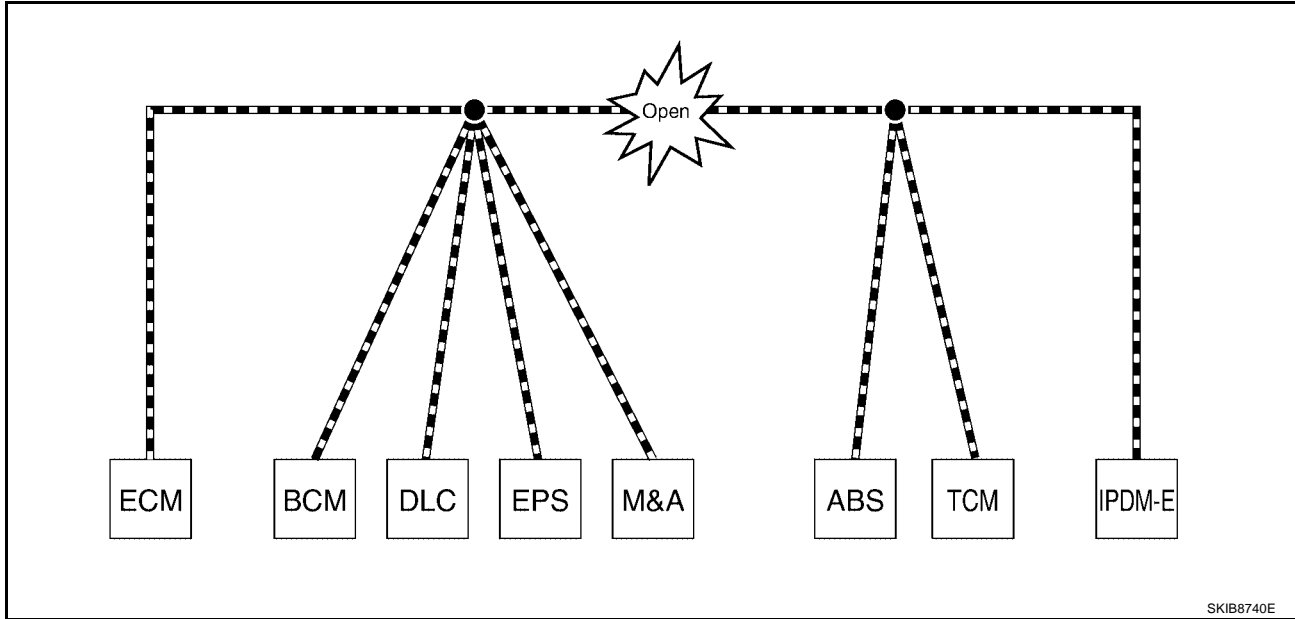 Open
ECM
BCM
DLC
EPS
M&A
ABS
TCM
IPDM-E
SKIB8740E